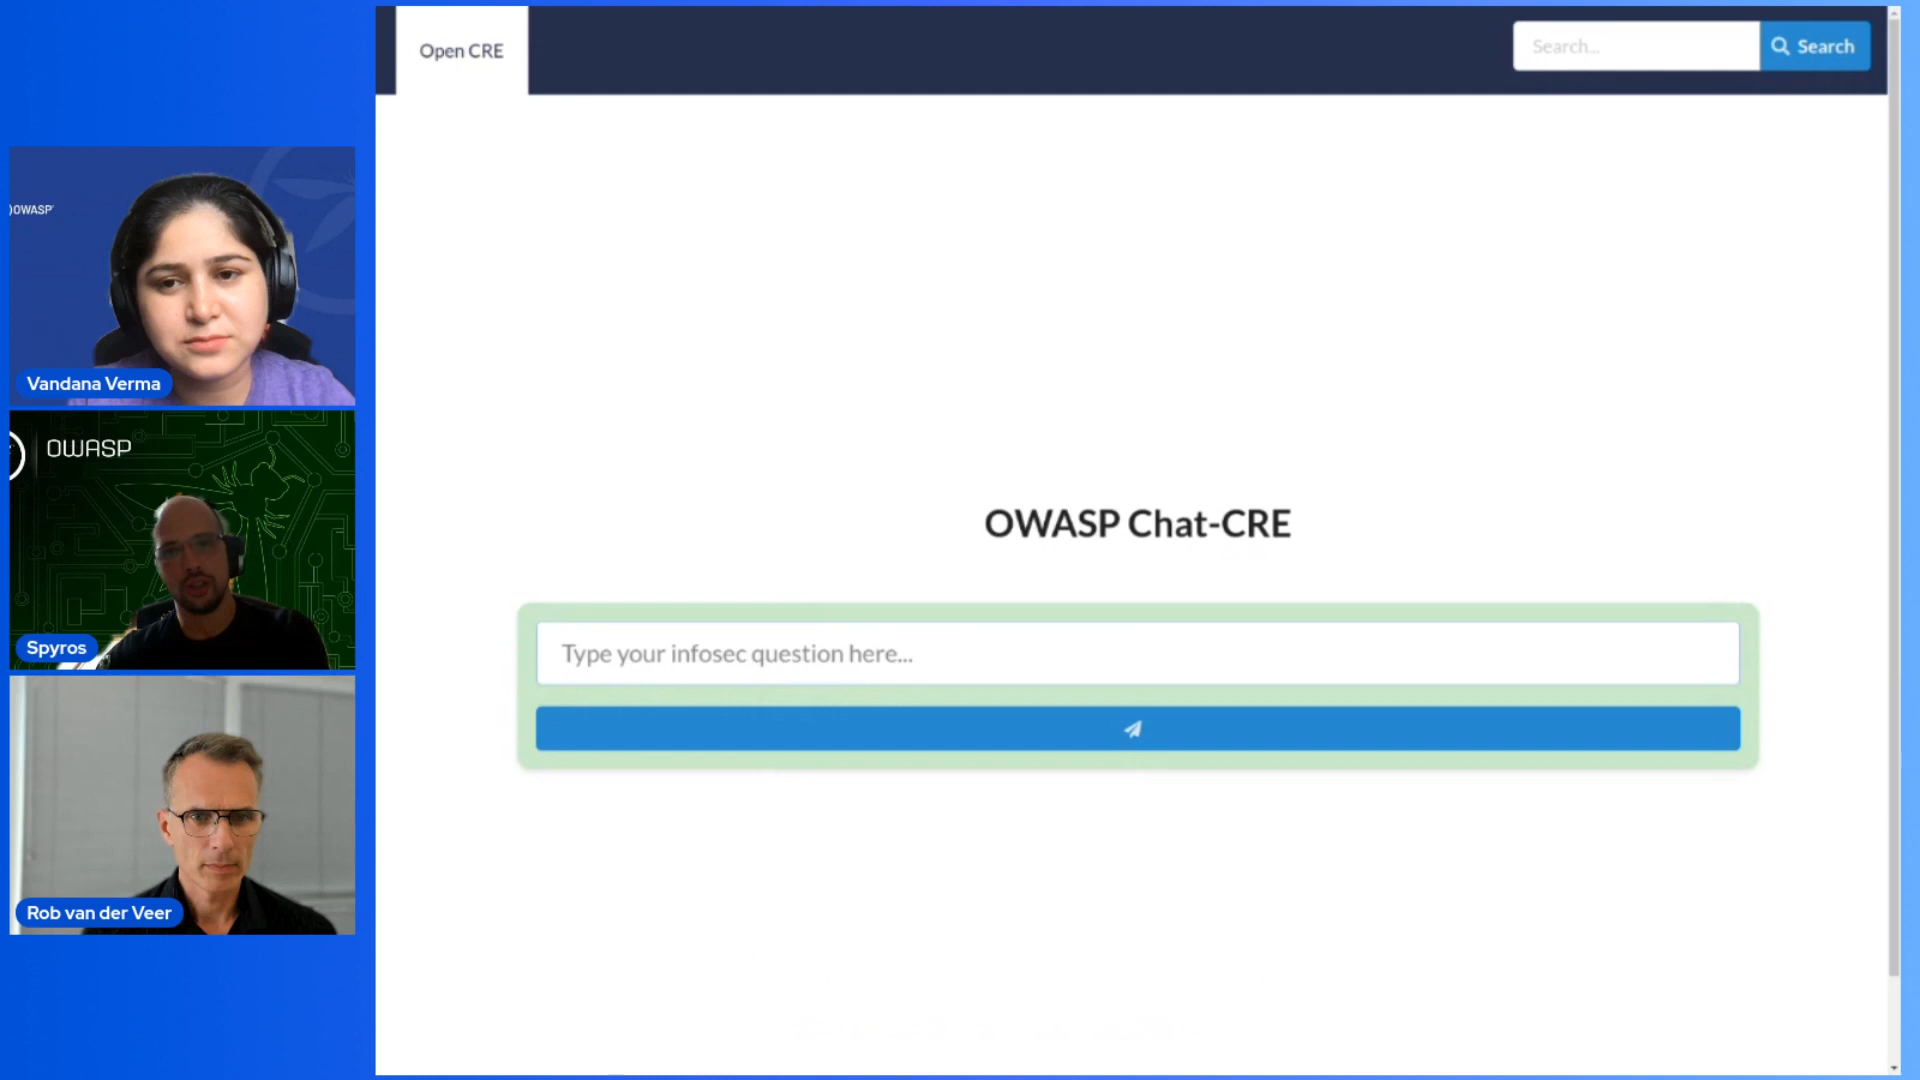 Open CRE
Search...
Search
OWASP
Vandana Verma
OWASP
Spyros
Rob van der Veer
OWASP Chat-CRE
Type your infosec question here...